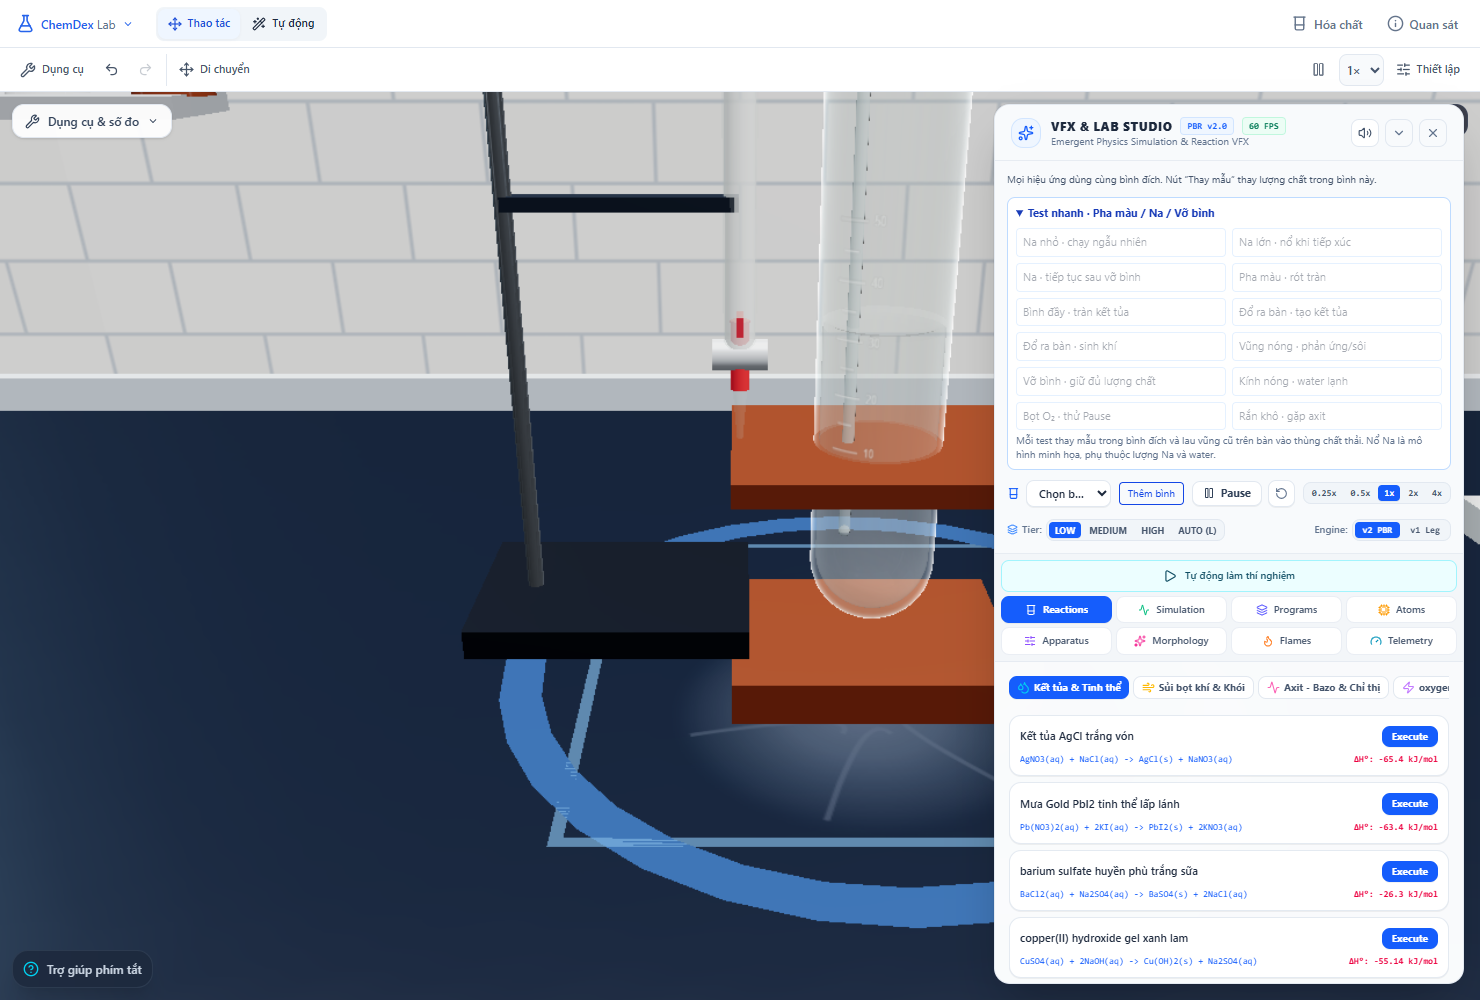 ChemDex Lab
Thao tác
Tự động
Hóa chất
Quan sát
Dụng cụ
Di chuyển
1×
Thiết lập
Dụng cụ & số đo
VFX & LAB STUDIO
PBR v2.0
60 FPS
Emergent Physics Simulation & Reaction VFX
Mọi hiệu ứng dùng cùng bình đích. Nút "Thay mẫu" thay lượng chất trong bình này.
▼ Test nhanh · Pha màu / Na / Vỡ bình
Na nhỏ · chạy ngẫu nhiên
Na lớn · nổ khi tiếp xúc
Na · tiếp tục sau vỡ bình
Pha màu · rót tràn
Bình đầy · tràn kết tủa
Đổ ra bàn · tạo kết tủa
Đổ ra bàn · sinh khí
Vũng nóng · phản ứng/sôi
Vỡ bình · giữ đủ lượng chất
Kính nóng · water lạnh
Bọt O₂ · thử Pause
Rắn khô · gặp axit
Mỗi test thay mẫu trong bình đích và lau vũng cũ trên bàn vào thùng chất thải. Nổ Na là mô
hình minh họa, phụ thuộc lượng Na và water.
Chọn b...
Thêm bình
Pause
0.25x 0.5x 1x 2x 4x
Tier: LOW MEDIUM HIGH AUTO (L)
Engine: v2 PBR v1 Leg
Tự động làm thí nghiệm
Reactions
Simulation
Programs
Atoms
Apparatus
Morphology
Flames
Telemetry
Kết tủa & Tinh thể
Sủi bọt khí & Khói
Axit - Bazo & Chỉ thị
Kết tủa AgCl trắng vón
Execute
AgNO3(aq) + NaCl(aq) -> AgCl(s) + NaNO3(aq)
ΔH°: -65.4 kJ/mol
Mưa Gold PbI2 tinh thể lấp lánh
Execute
Pb(NO3)2(aq) + 2KI(aq) -> PbI2(s) + 2KNO3(aq)
ΔH°: -63.4 kJ/mol
barium sulfate huyền phù trắng sữa
Execute
BaCl2(aq) + Na2SO4(aq) -> BaSO4(s) + 2NaCl(aq)
ΔH°: -26.3 kJ/mol
copper(II) hydroxide gel xanh lam
Execute
CuSO4(aq) + 2NaOH(aq) -> Cu(OH)2(s) + Na2SO4(aq)
ΔH°: -55.14 kJ/mol
10
Trợ giúp phím tắt